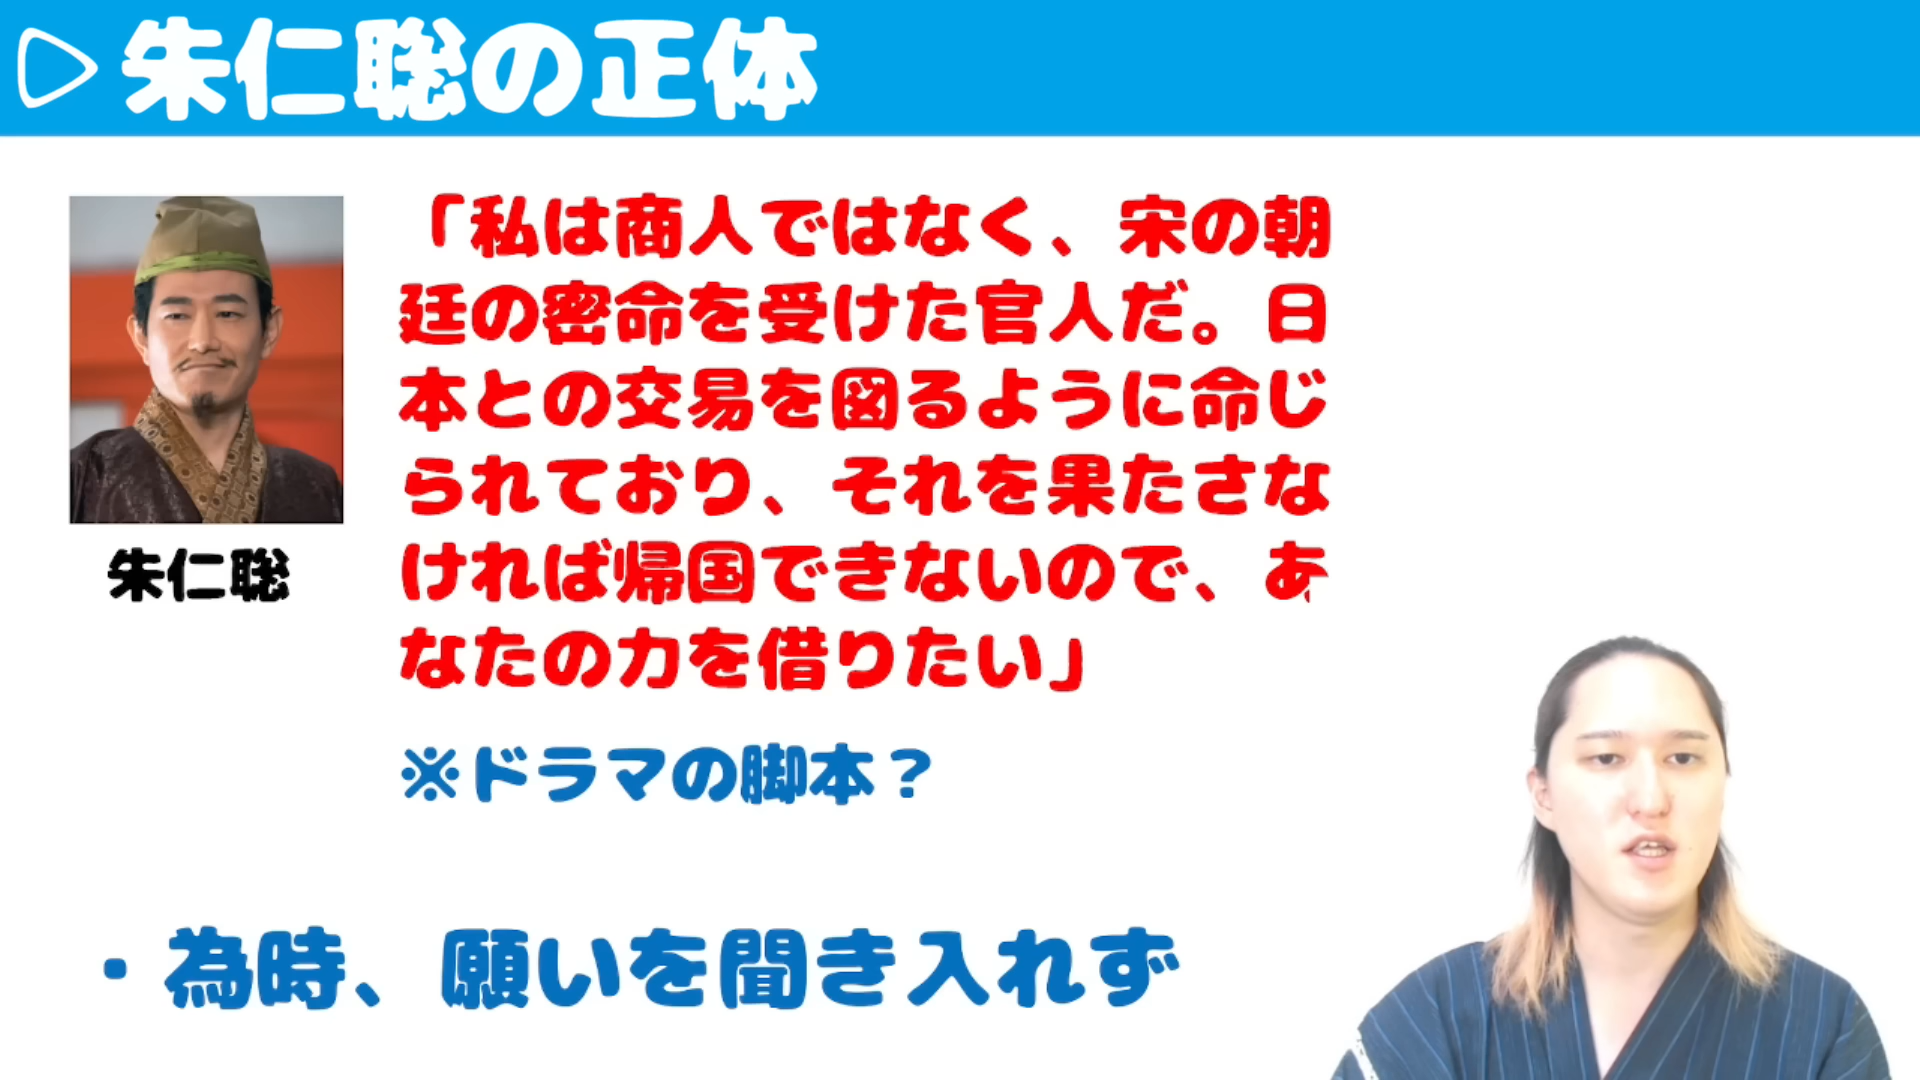 朱仁聡の正体
「私は商人ではなく、宋の朝
廷の密命を受けた官人だ。日
本との交易を図るように命じ
られており、それを果たさな
ければ帰国できないので、あ
なたの力を借りたい」
朱仁聡
※ドラマの脚本？
・為時、願いを聞き入れず